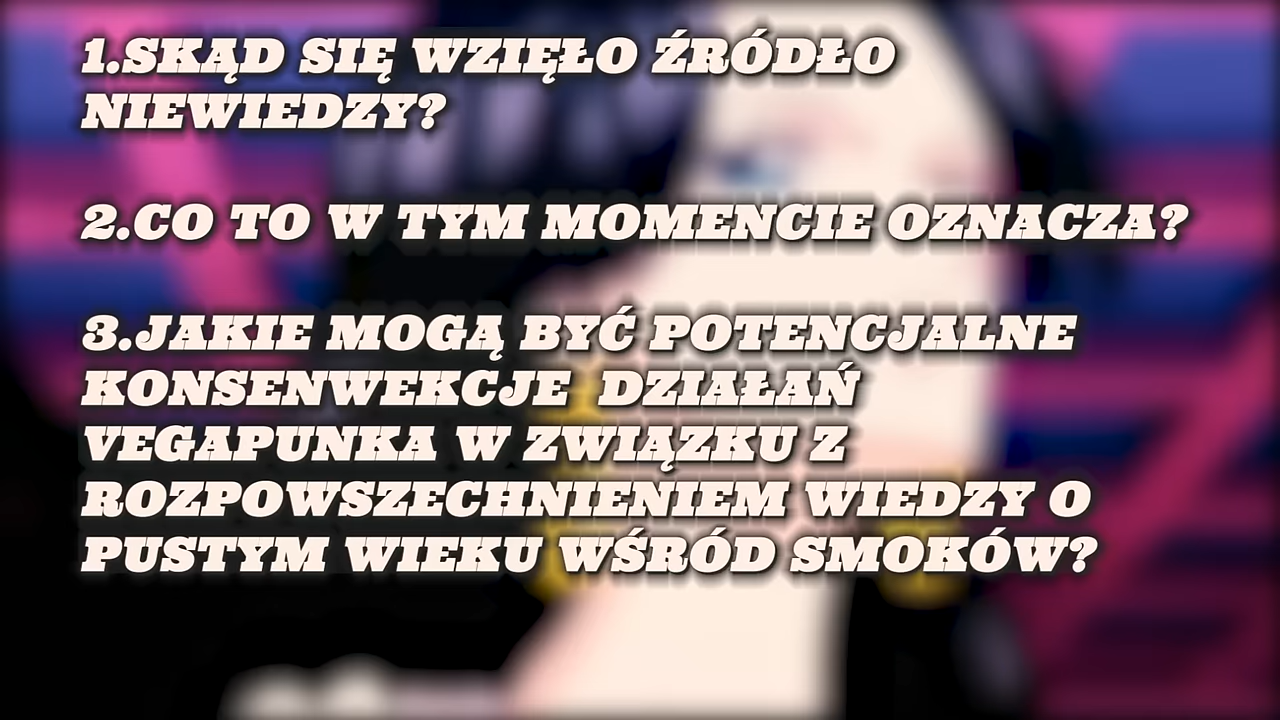 1.SKĄD SIĘ WZIĘŁO ŹRÓDŁO
NIEWIEDZY?
2.CO TO W TYM MOMENCIE OZNACZA?
3.JAKIE MOGĄ BYĆ POTENCJALNE
KONSENWEKCJE DZIAŁAŃ
VEGAPUNKA W ZWIĄZKU Z
ROZPOWSZECHNIENIEM WIEDZY O
PUSTYM WIEKU WŚRÓD SMOKÓW?